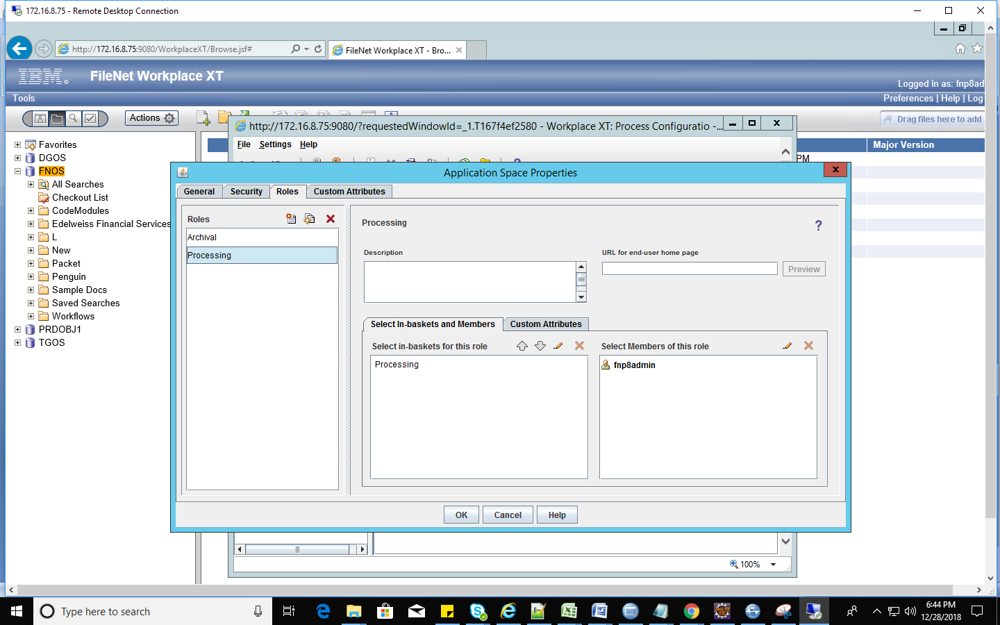 172.16.8.75 - Remote Desktop Connection
http://172.16.8.75:9080/WorkplaceXT/Browse.jsf#
FileNet Workplace XT - Bro...
IBM®
FileNet Workplace XT
Logged in as: fnp8ad
Tools
Preferences | Help | Log
Actions
Drag files here to add
http://172.16.8.75:9080/?requestedWindowId=_1.T167f4ef2580 - Workplace XT: Process Configuratio -...
File Settings Help
Major Version
PM
Favorites
DGOS
FNOS
All Searches
Checkout List
CodeModules
Edelweiss Financial Services
L
New
Packet
Penguin
Sample Docs
Saved Searches
Workflows
PRDOBJ1
TGOS
Application Space Properties
x
General Security Roles Custom Attributes
Roles
Archival
Processing
Processing
?
Description
URL for end-user home page
Preview
Select In-baskets and Members
Custom Attributes
Select in-baskets for this role
Select Members of this role
Processing
fnp8admin
OK Cancel Help
100%
Type here to search
6:44 PM
12/28/2018